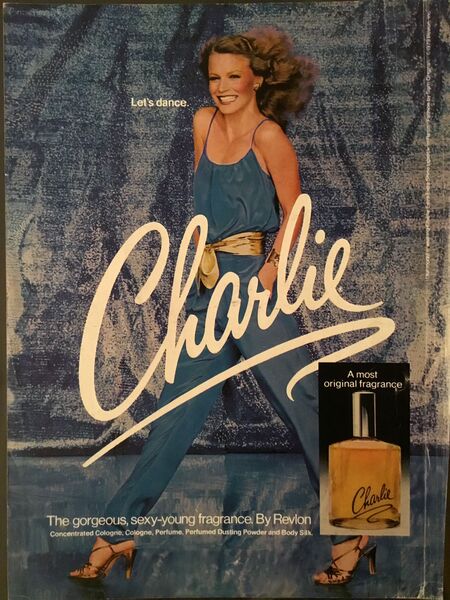 Let's dance.
Charlie
A most
original fragrance
Charlie
The gorgeous, sexy-young fragrance. By Revlon
Concentrated Cologne, Cologne, Perfume, Perfumed Dusting Powder and Body Silk.